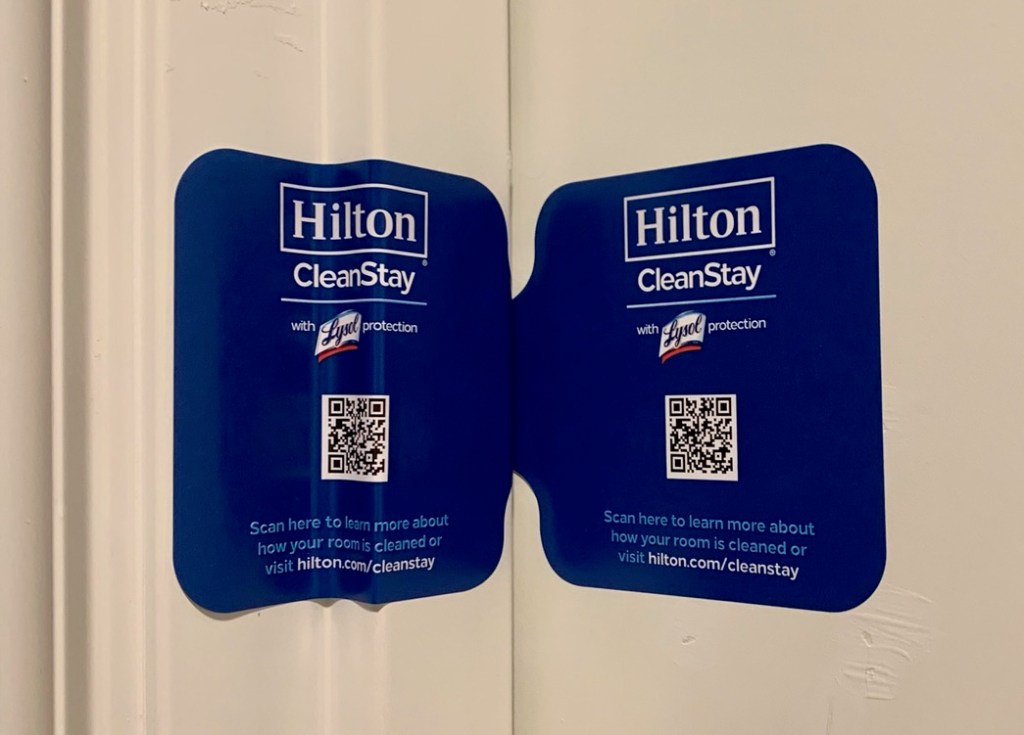 Hilton
CleanStay
with Lysol protection
Scan here to learn more about
how your room is cleaned or
visit hilton.com/cleanstay
Hilton
CleanStay
with Lysol protection
Scan here to learn more about
how your room is cleaned or
visit hilton.com/cleanstay